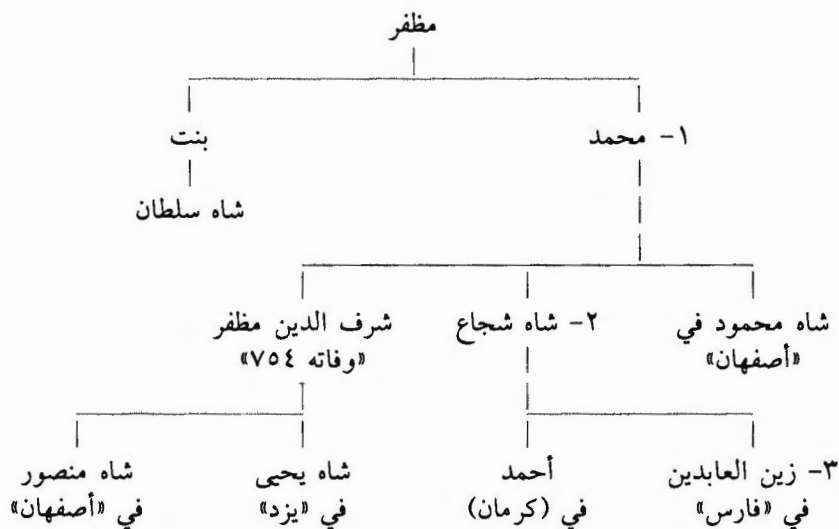 مظفر
١- محمد
بنت
شاه سلطان
شاه محمود في
«أصفهان»
٢- شاه شجاع
شرف الدين مظفر
«وفاته ٧٥٤»
٣- زين العابدين
في «فارس»
أحمد
في (كرمان)
شاه يحيى
في «يزد»
شاه منصور
في «أصفهان»